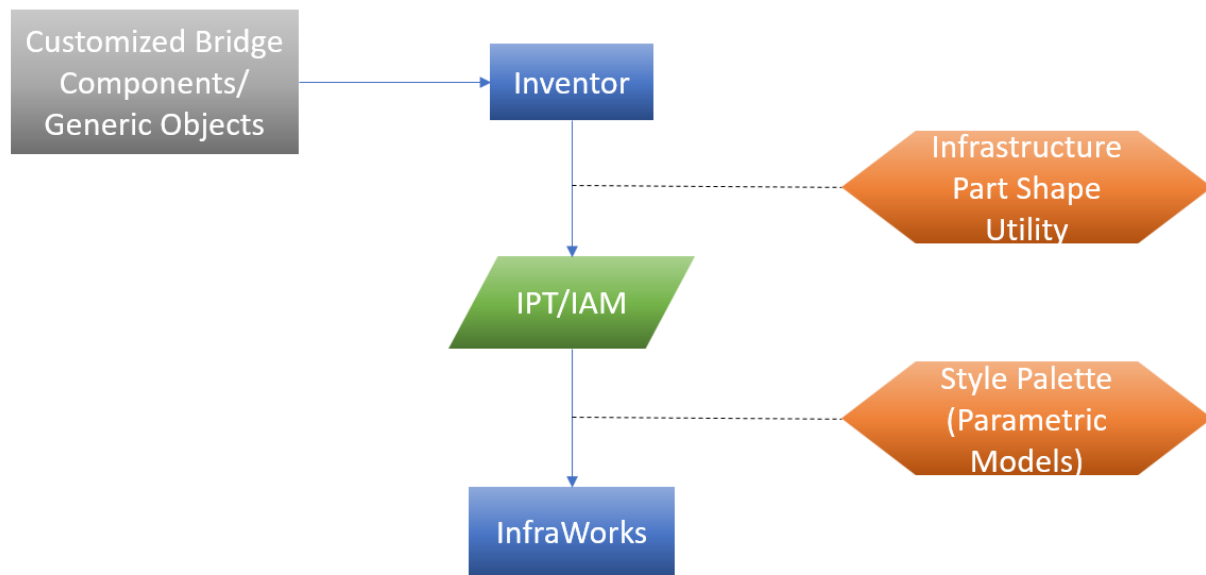 Customized Bridge
Components/
Generic Objects
Inventor
Infrastructure
Part Shape
Utility
IPT/IAM
Style Palette
(Parametric
Models)
InfraWorks